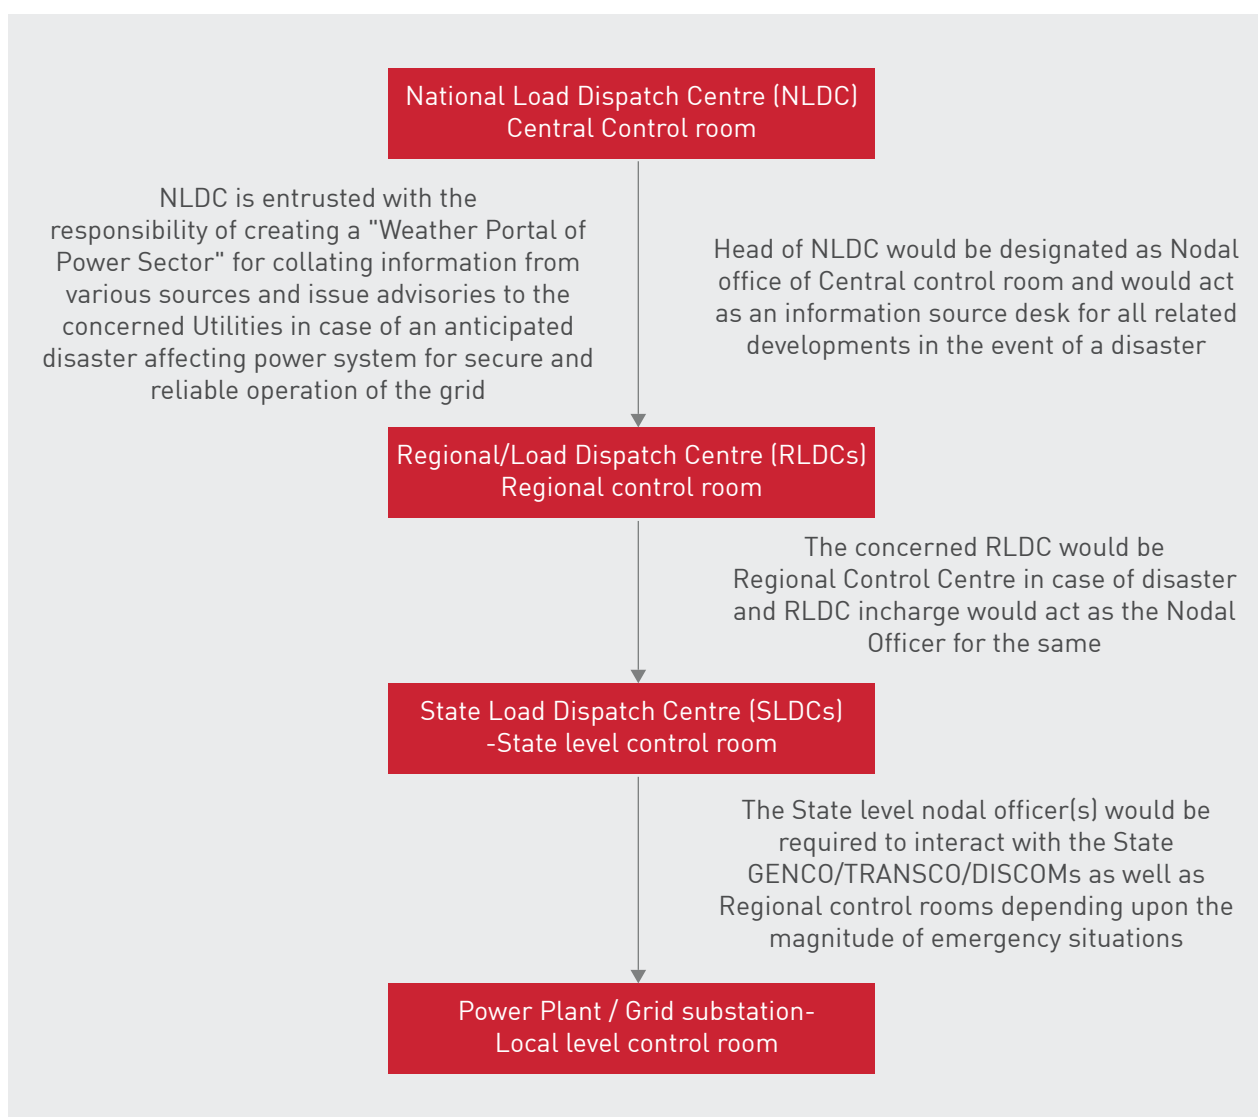 National Load Dispatch Centre (NLDC)
Central Control room
NLDC is entrusted with the
responsibility of creating a "Weather Portal of
Power Sector" for collating information from
various sources and issue advisories to the
concerned Utilities in case of an anticipated
disaster affecting power system for secure and
reliable operation of the grid
Head of NLDC would be designated as Nodal
office of Central control room and would act
as an information source desk for all related
developments in the event of a disaster
Regional/Load Dispatch Centre (RLDCs)
Regional control room
The concerned RLDC would be
Regional Control Centre in case of disaster
and RLDC incharge would act as the Nodal
Officer for the same
State Load Dispatch Centre (SLDCs)
-State level control room
The State level nodal officer(s) would be
required to interact with the State
GENCO/TRANSCO/DISCOMs as well as
Regional control rooms depending upon the
magnitude of emergency situations
Power Plant / Grid substation-
Local level control room